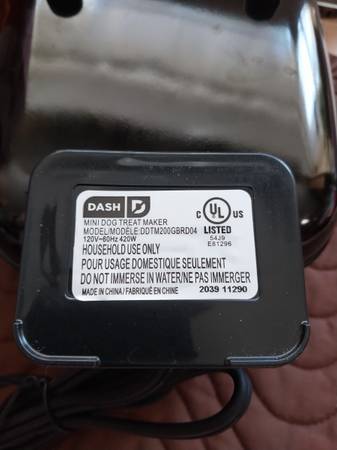 DASH D
MINI DOG TREAT MAKER
MODEL/MODÈLE:DDTM200GBRD04
120V~60Hz 420W
HOUSEHOLD USE ONLY
POUR USAGE DOMESTIQUE SEULEMENT
DO NOT IMMERSE IN WATER/NE PAS IMMERGER
MADE IN CHINA / FABRIQUÉ EN CHINE
2039 11290
C UL US
LISTED
54J9
E81296